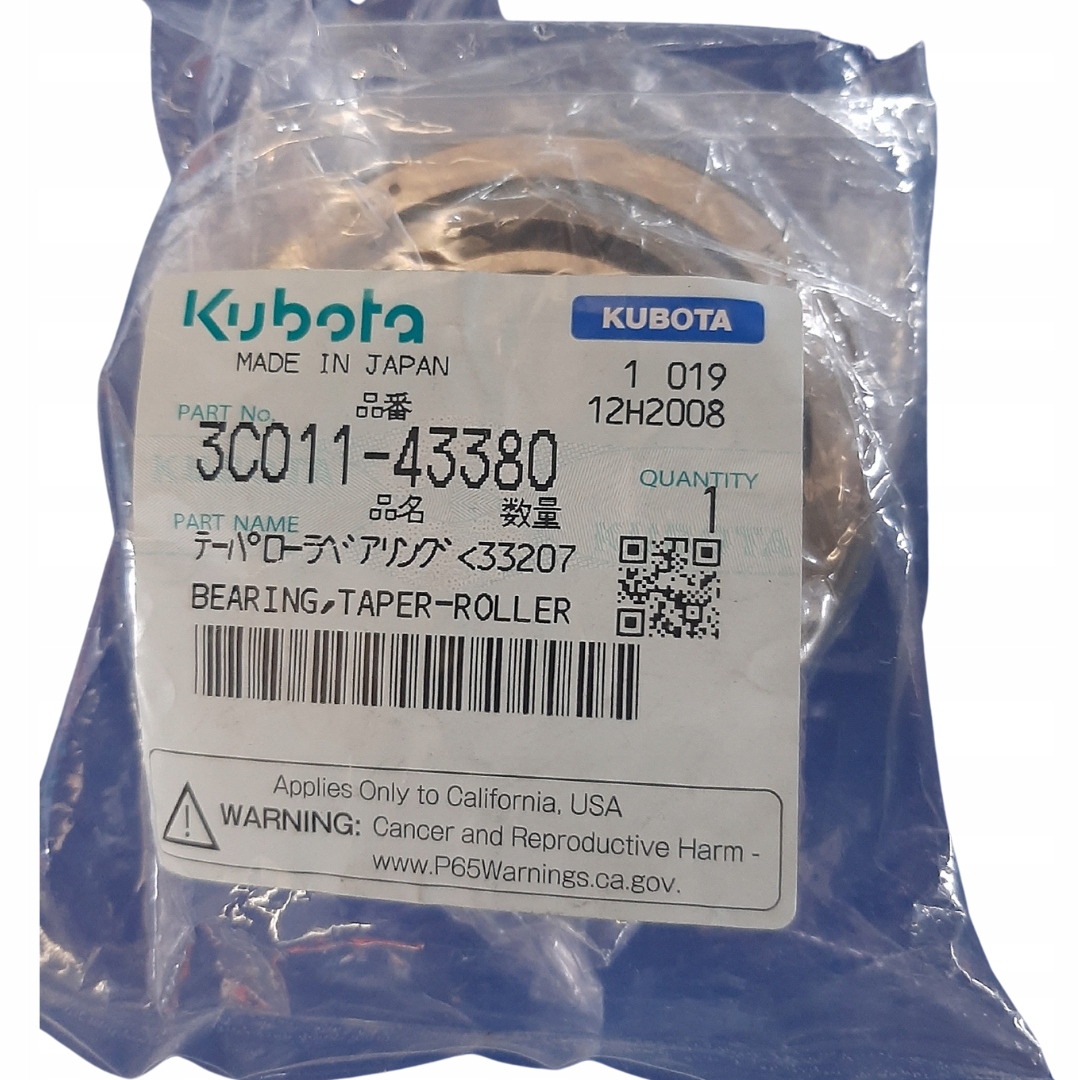 Kubota
KUBOTA
MADE IN JAPAN
1 019
12H2008
品番
PART No.
3C011-43380
QUANTITY
1
品名 数量
PART NAME
テーパローラベアリング<33207
BEARING,TAPER-ROLLER
Applies Only to California, USA
WARNING: Cancer and Reproductive Harm -
www.P65Warnings.ca.gov.